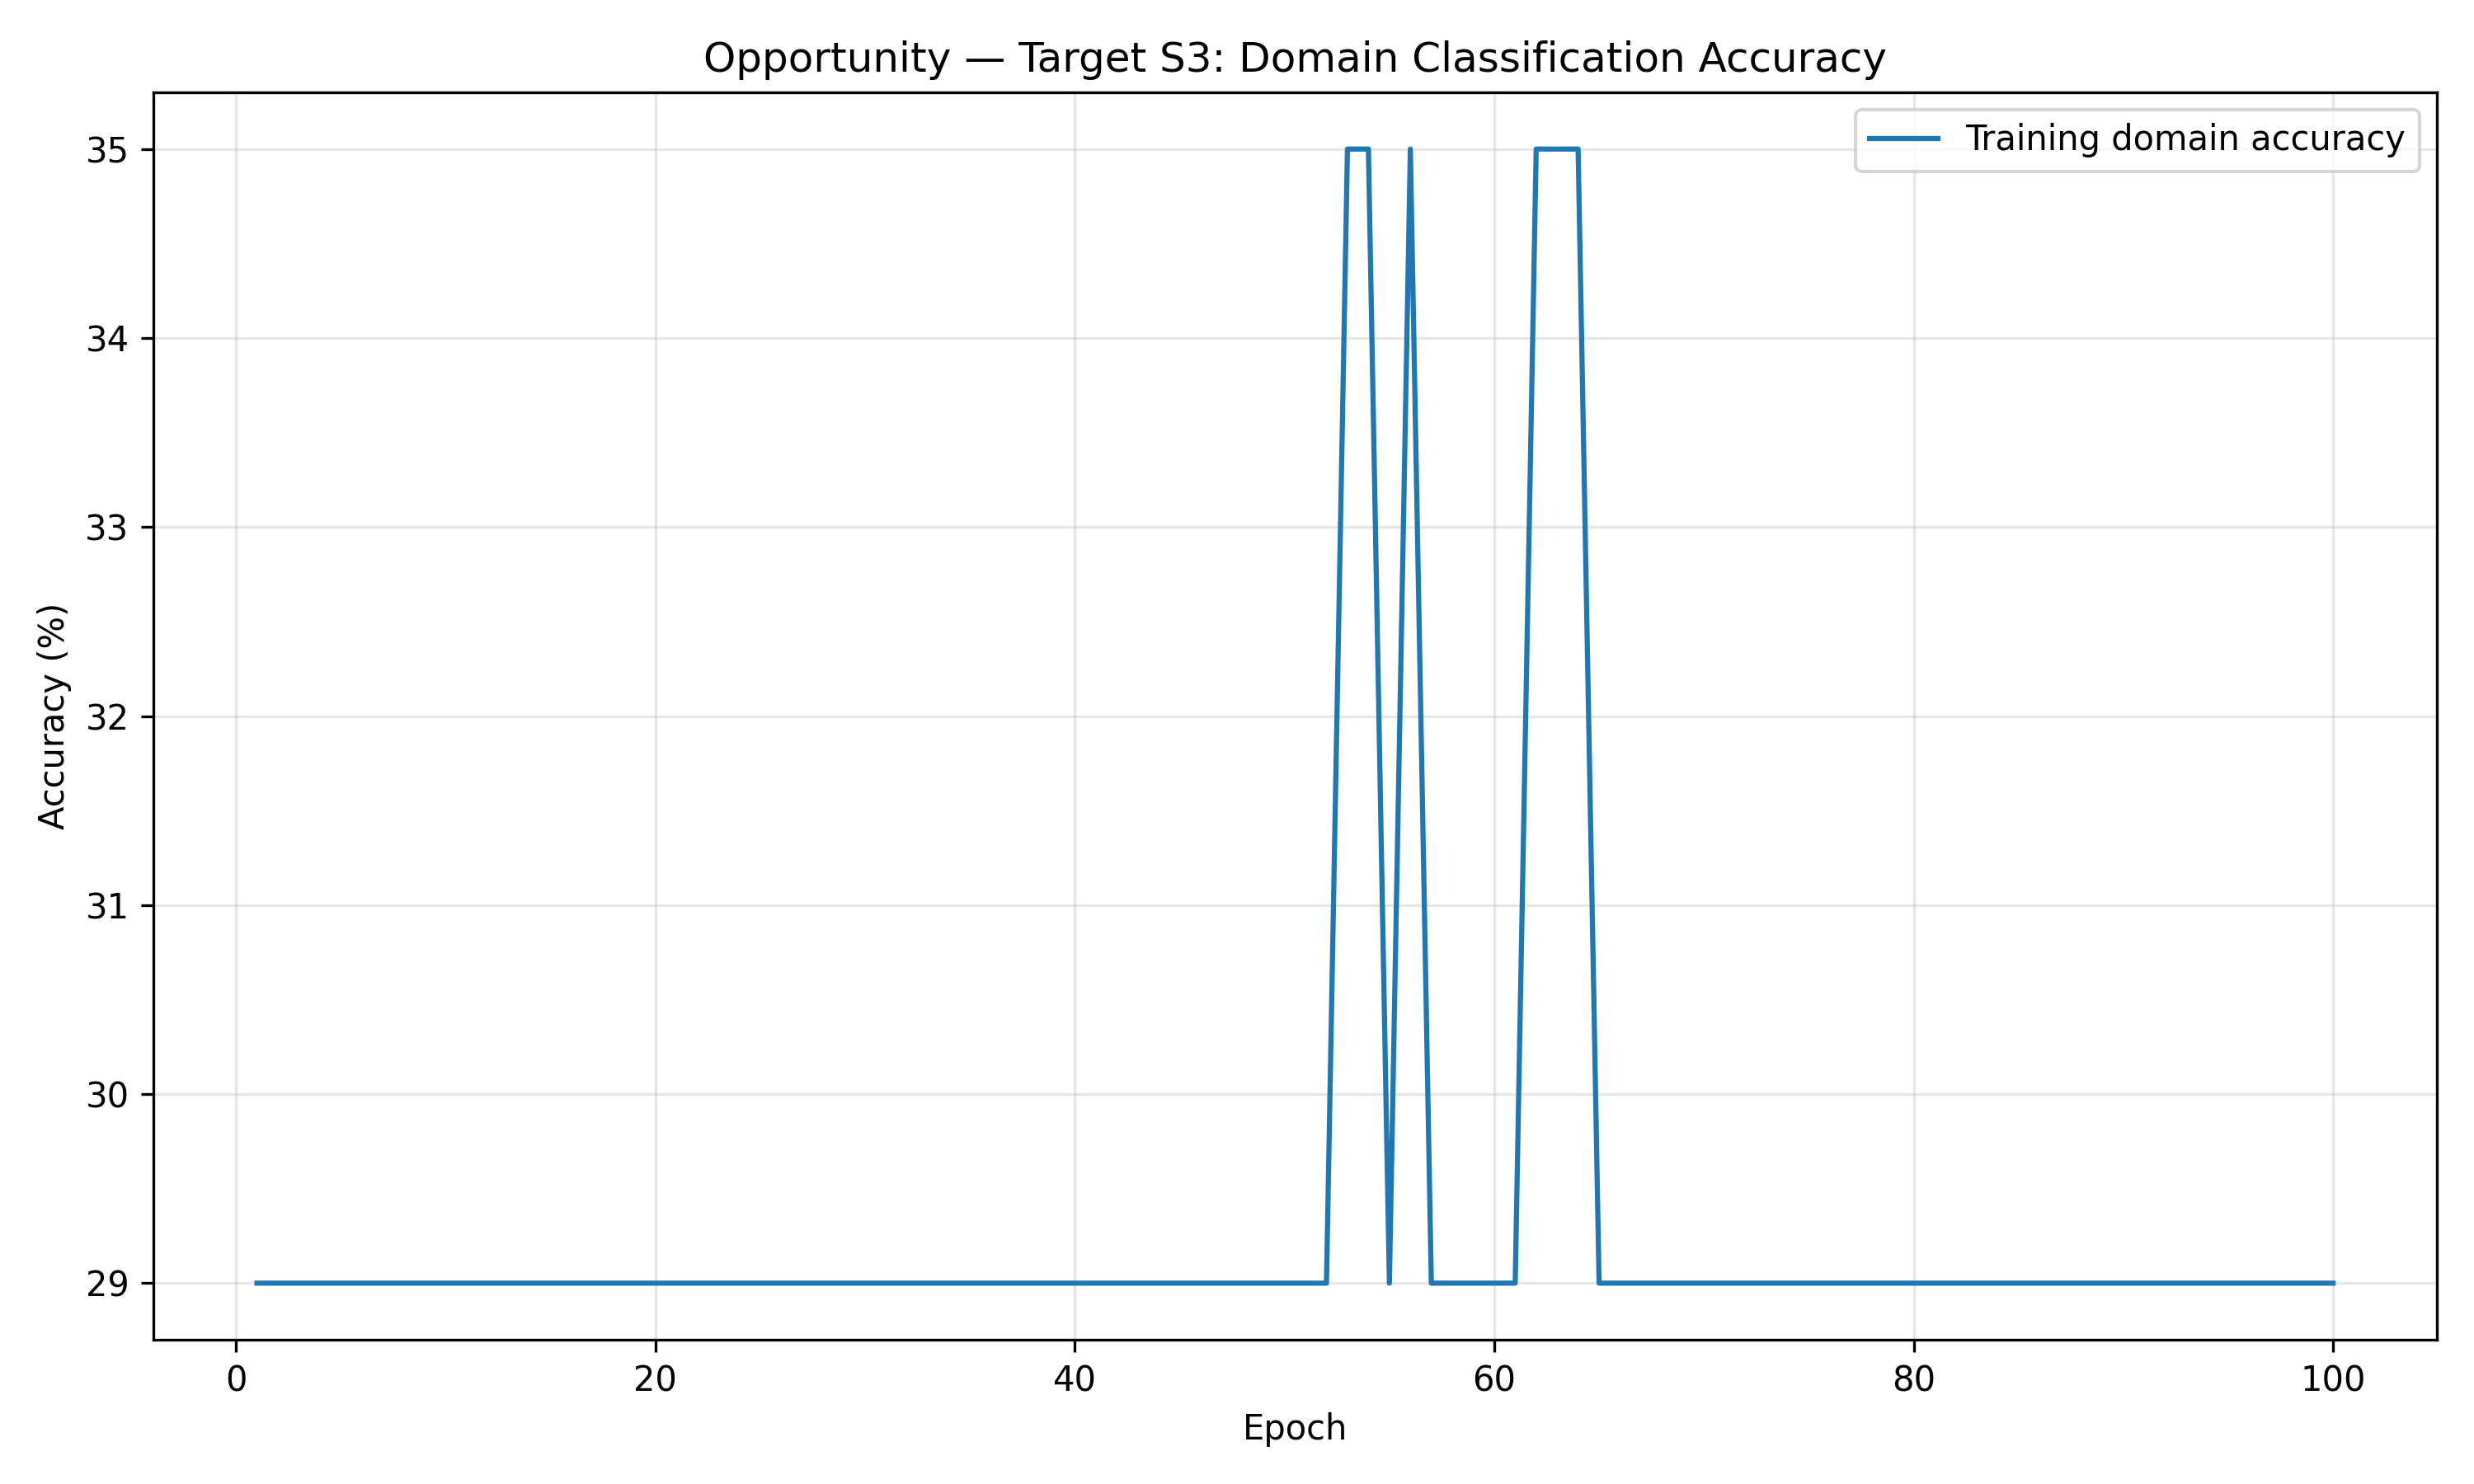 Opportunity — Target S3: Domain Classification Accuracy
Training domain accuracy
Accuracy (%)
35
34
33
32
31
30
29
0 20 40 60 80 100
Epoch